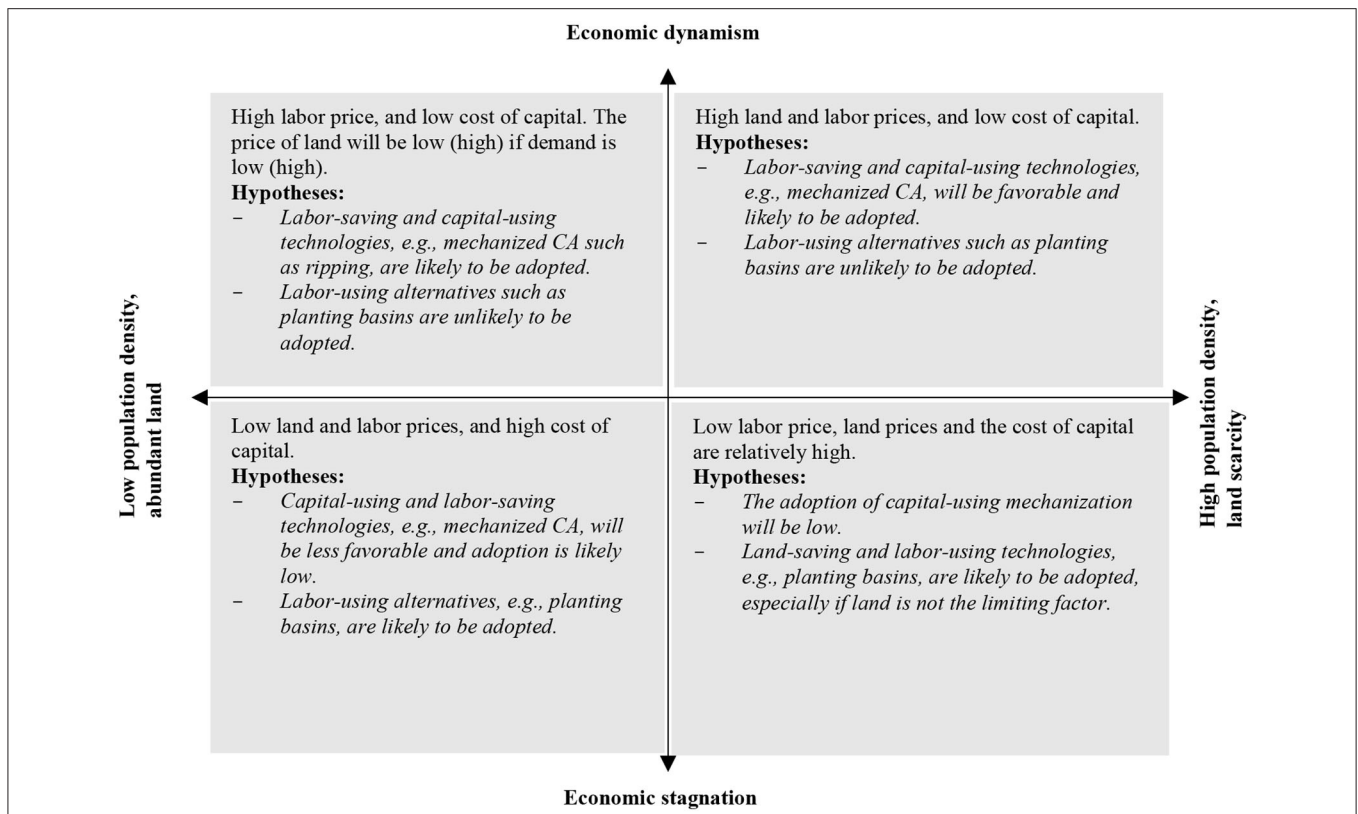 Economic dynamism
High labor price, and low cost of capital. The
price of land will be low (high) if demand is
low (high).
Hypotheses:
– Labor-saving and capital-using
technologies, e.g., mechanized CA such
as ripping, are likely to be adopted.
– Labor-using alternatives such as
planting basins are unlikely to be
adopted.
High land and labor prices, and low cost of capital.
Hypotheses:
– Labor-saving and capital-using technologies,
e.g., mechanized CA, will be favorable and
likely to be adopted.
– Labor-using alternatives such as planting
basins are unlikely to be adopted.
Low population density,
abundant land
High population density,
land scarcity
Low land and labor prices, and high cost of
capital.
Hypotheses:
– Capital-using and labor-saving
technologies, e.g., mechanized CA, will
be less favorable and adoption is likely
low.
– Labor-using alternatives, e.g., planting
basins, are likely to be adopted.
Low labor price, land prices and the cost of capital
are relatively high.
Hypotheses:
– The adoption of capital-using mechanization
will be low.
– Land-saving and labor-using technologies,
e.g., planting basins, are likely to be adopted,
especially if land is not the limiting factor.
Economic stagnation